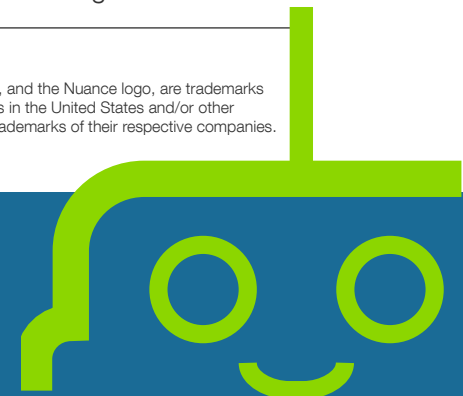 , and the Nuance logo, are trademarks
s in the United States and/or other
ademarks of their respective companies.